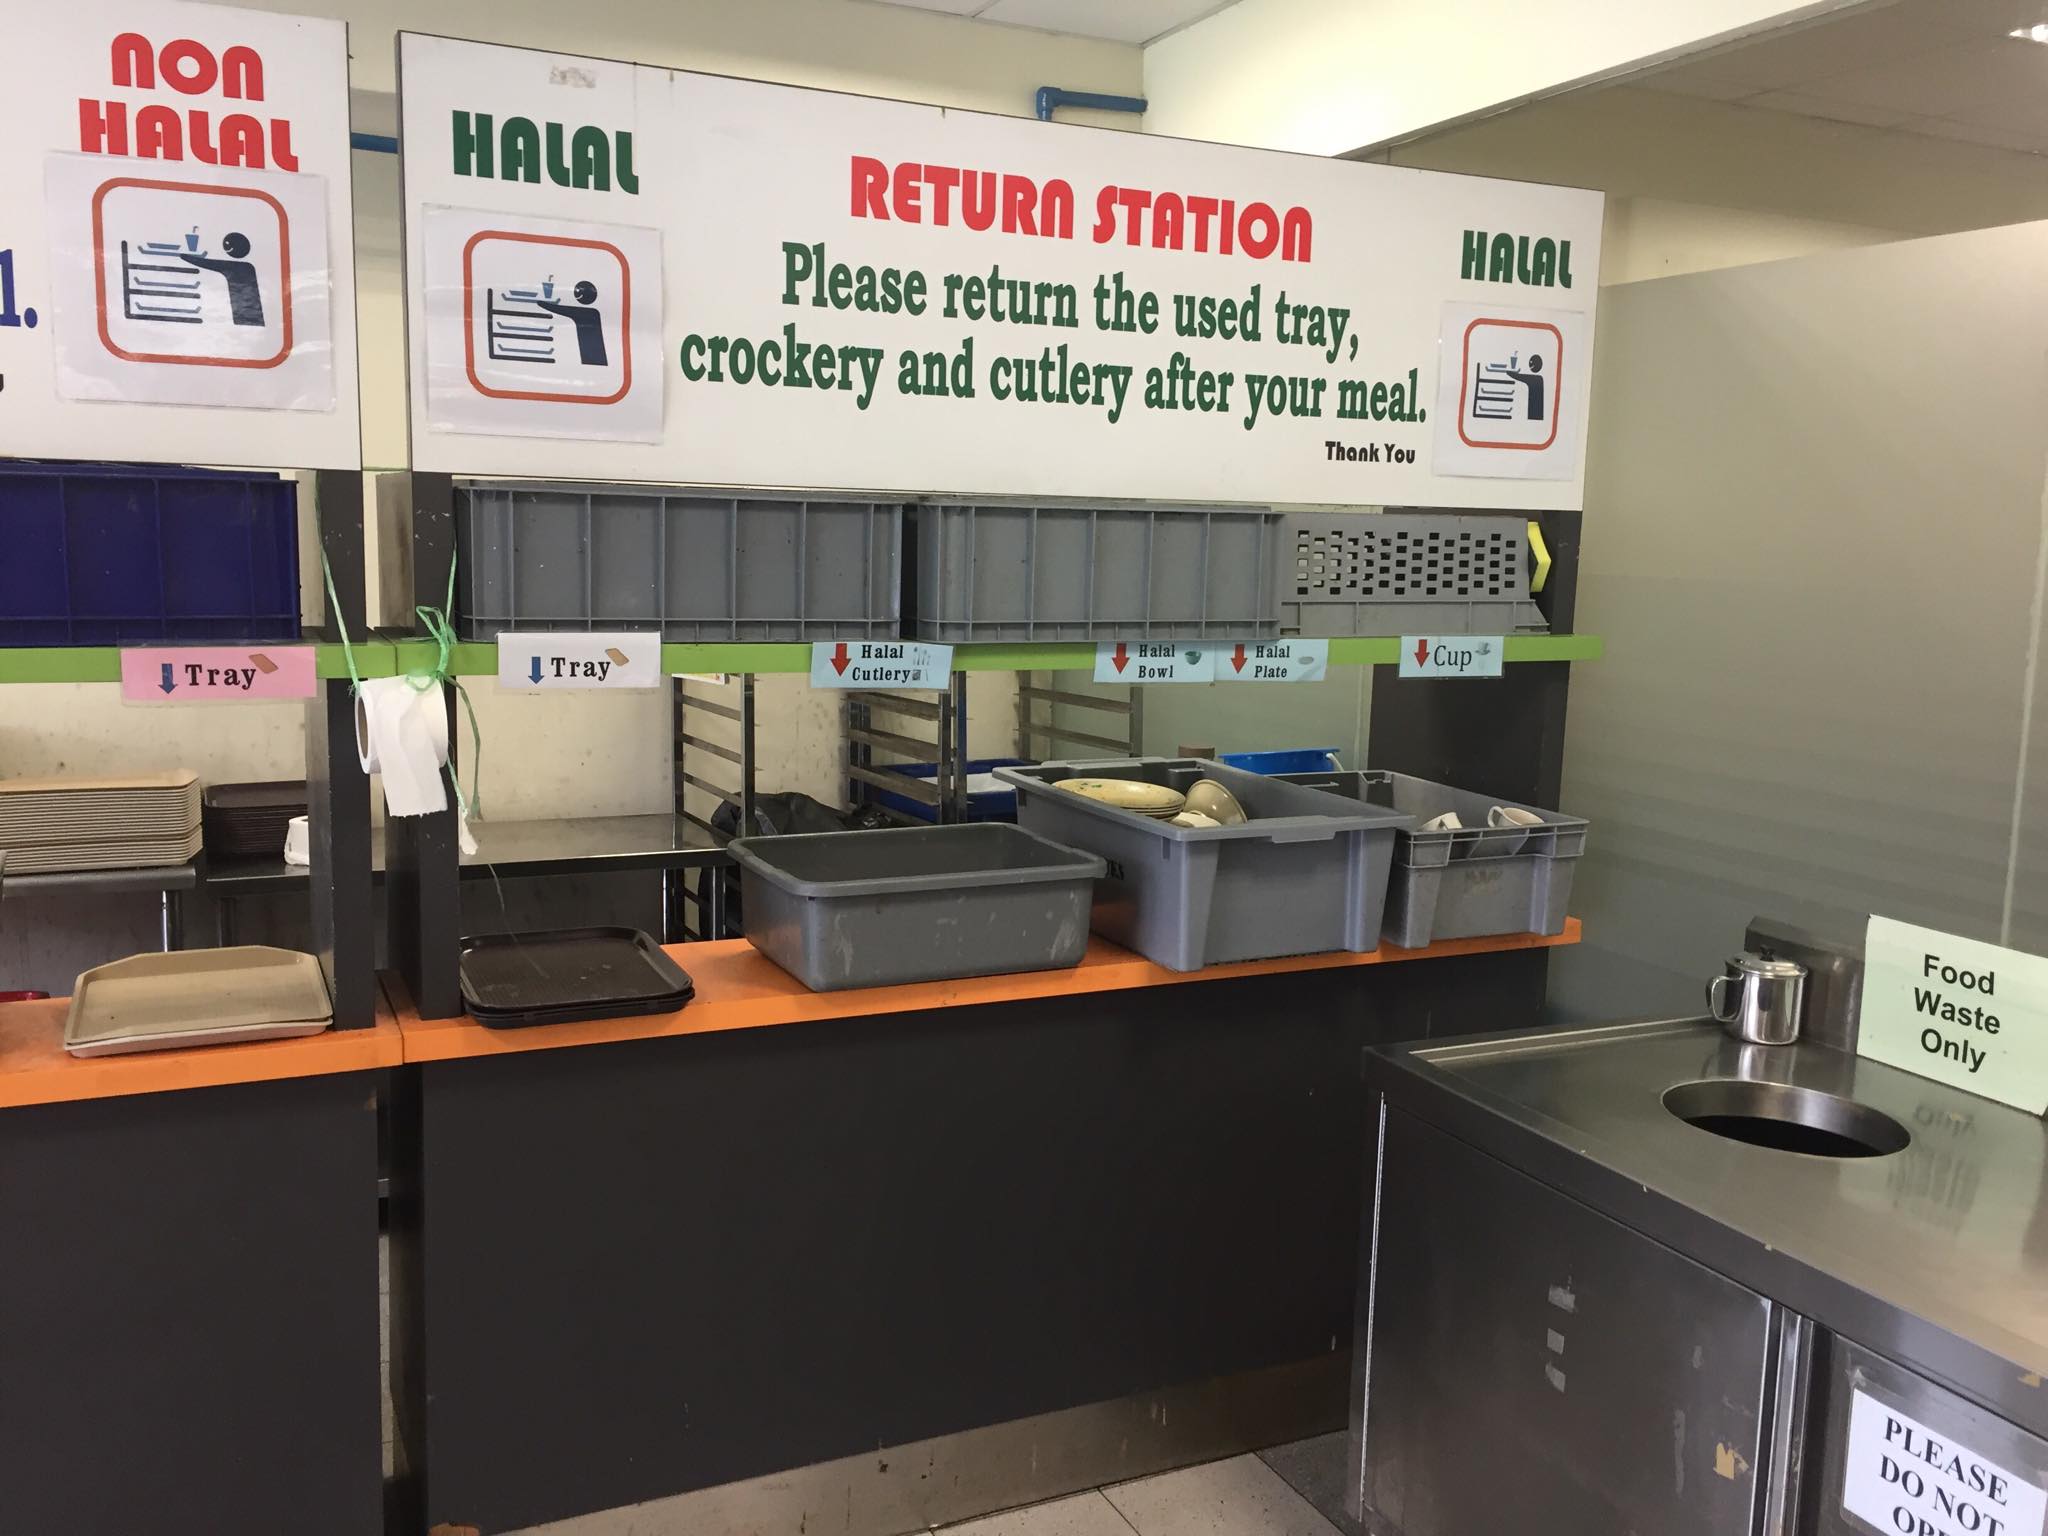 NON
HALAL
l.
HALAL
RETURN STATION
HALAL
Please return the used tray,
crockery and cutlery after your meal.
Thank You
Tray
Tray
Halal
Cutlery
Halal
Bowl
Halal
Plate
Cup
Food
Waste
Only
PLEASE
DO NOT